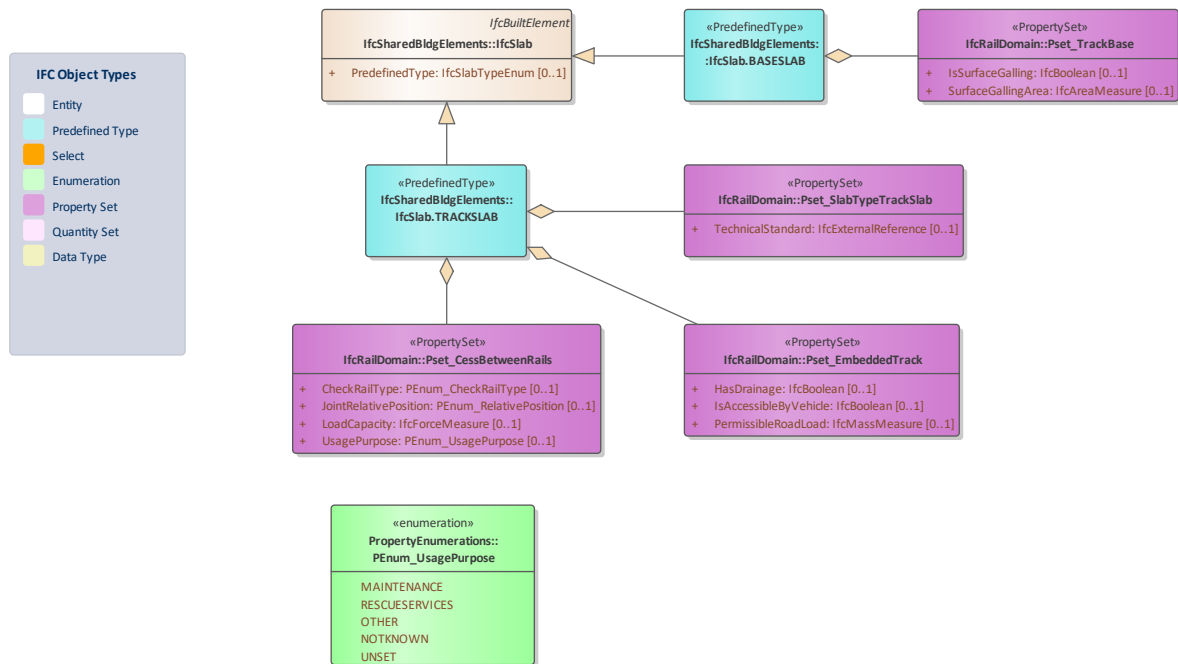 IFC Object Types
Entity
Predefined Type
Select
Enumeration
Property Set
Quantity Set
Data Type
IfcBuiltElement
IfcSharedBldgElements::IfcSlab
+ PredefinedType: IfcSlabTypeEnum [0..1]
«PredefinedType»
IfcSharedBldgElements:
:IfcSlab.BASESLAB
«PropertySet»
IfcRailDomain::Pset_TrackBase
+ IsSurfaceGalling: IfcBoolean [0..1]
+ SurfaceGallingArea: IfcAreaMeasure [0..1]
«PredefinedType»
IfcSharedBldgElements::
IfcSlab.TRACKSLAB
«PropertySet»
IfcRailDomain::Pset_SlabTypeTrackSlab
+ TechnicalStandard: IfcExternalReference [0..1]
«PropertySet»
IfcRailDomain::Pset_CessBetweenRails
+ CheckRailType: PEnum_CheckRailType [0..1]
+ JointRelativePosition: PEnum_RelativePosition [0..1]
+ LoadCapacity: IfcForceMeasure [0..1]
+ UsagePurpose: PEnum_UsagePurpose [0..1]
«PropertySet»
IfcRailDomain::Pset_EmbeddedTrack
+ HasDrainage: IfcBoolean [0..1]
+ IsAccessibleByVehicle: IfcBoolean [0..1]
+ PermissibleRoadLoad: IfcMassMeasure [0..1]
«enumeration»
PropertyEnumerations::
PEnum_UsagePurpose
MAINTENANCE
RESCUESERVICES
OTHER
NOTKNOWN
UNSET